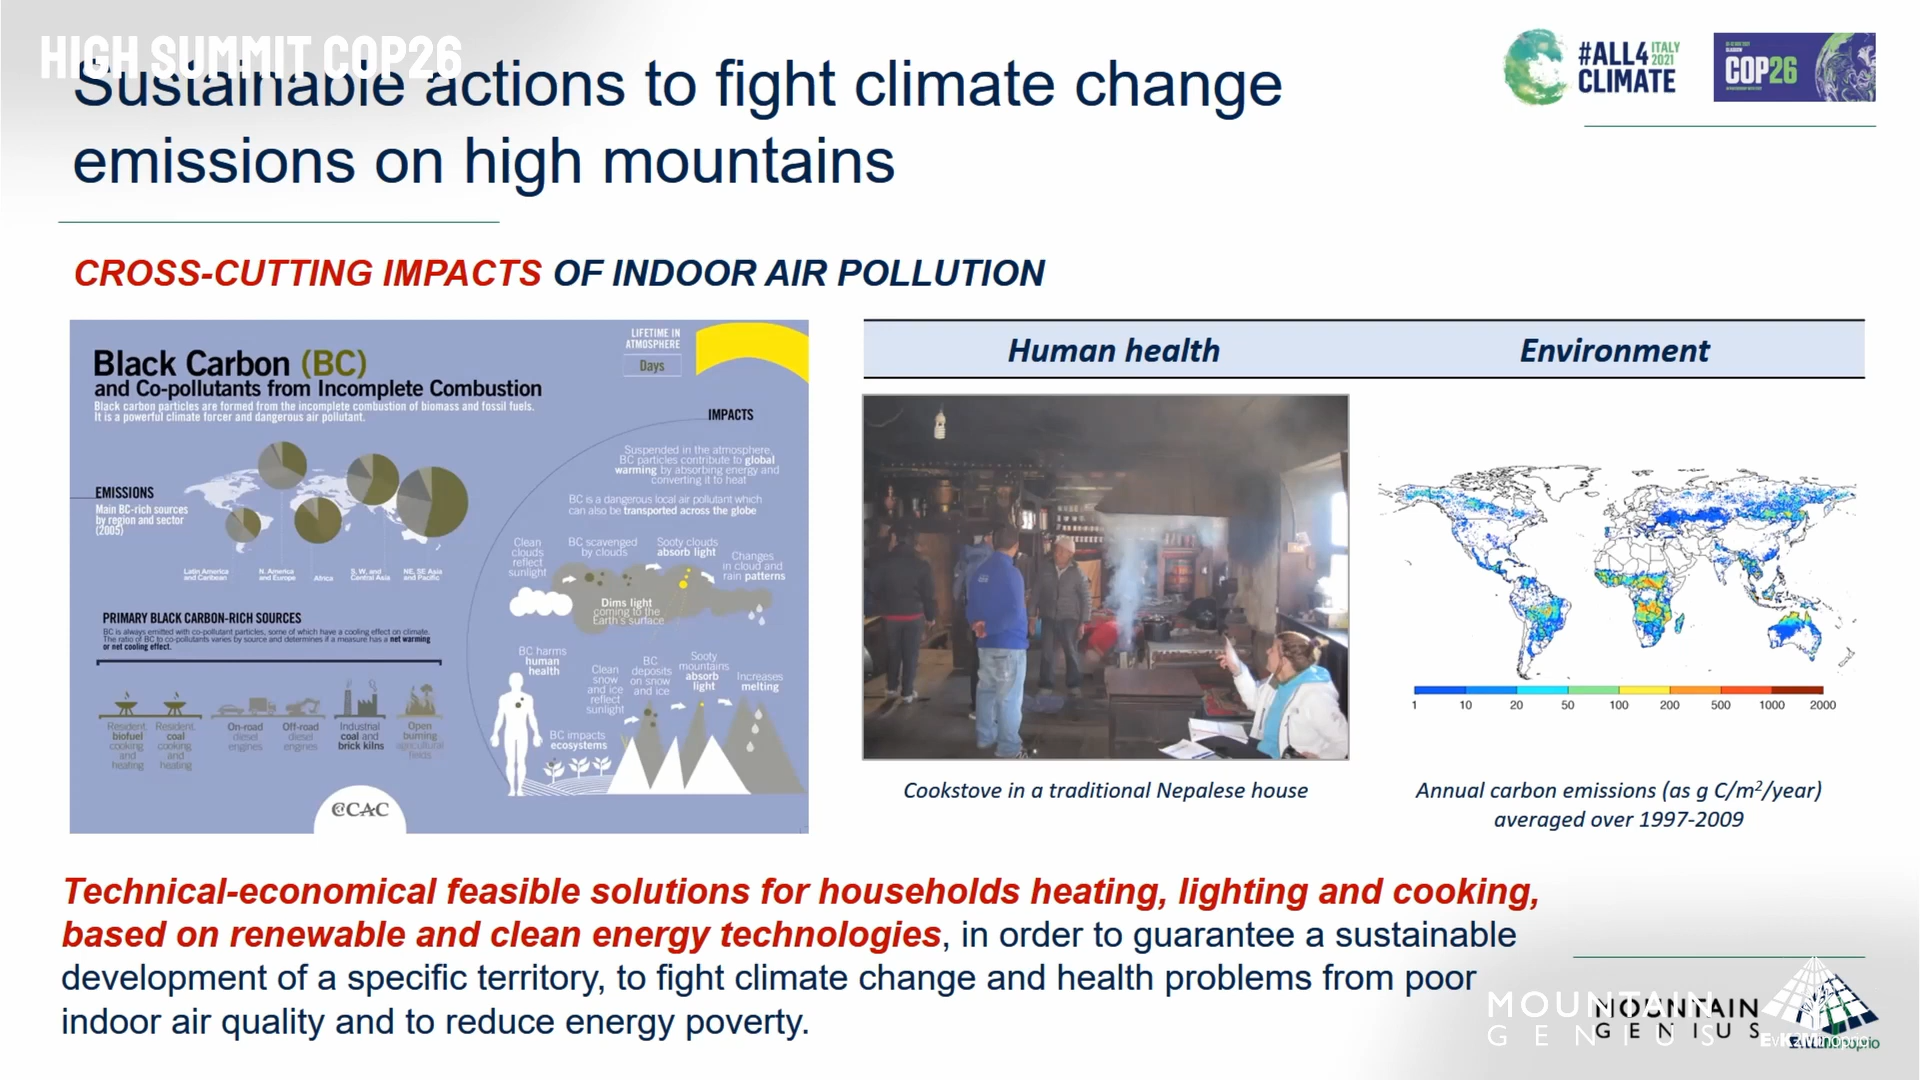 HIGH SUMMIT COP26
Sustainable actions to fight climate change
emissions on high mountains
#ALL4 ITALY 2021
CLIMATE
COP26
CROSS-CUTTING IMPACTS OF INDOOR AIR POLLUTION
Black Carbon (BC)
and Co-pollutants from Incomplete Combustion
Black carbon particles are formed from the incomplete combustion of biomass and fossil fuels.
It is a powerful climate forcer and dangerous air pollutant.
LIFETIME IN
ATMOSPHERE
Days
IMPACTS
Suspended in the atmosphere,
BC particles contribute to global
warming by absorbing energy and
converting it to heat
BC is a dangerous local air pollutant which
can also be transported across the globe
EMISSIONS
Main BC-rich sources
by region and sector
(2005)
Latin America
and Caribean
N. America
and Europe
Africa
S, W, and
Central Asia
NE, SE Asia
and Pacific
Clean
clouds
reflect
sunlight
BC scavenged
by clouds
Sooty clouds
absorb light
Changes
in cloud and
rain patterns
Dims light
coming to the
Earth's surface
PRIMARY BLACK CARBON-RICH SOURCES
BC is always emitted with co-pollutant particles, some of which have a cooling effect on climate.
The ratio of BC to co-pollutants varies by source and determines if a measure has a net warming
or net cooling effect.
Resident.
biofuel
cooking
and
heating
Resident.
coal
cooking
and
heating
On-road
diesel
engines
Off-road
diesel
engines
Industrial
coal and
brick kilns
Open
burning
agricultural
fields
BC harms
human
health
Clean
snow
and ice
reflect
sunlight
BC
deposits
on snow
and ice
Sooty
mountains
absorb
light
Increases
melting
BC impacts
ecosystems
CCAC
Human health
Environment
1 10 20 50 100 200 500 1000 2000
Cookstove in a traditional Nepalese house
Annual carbon emissions (as g C/m²/year)
averaged over 1997-2009
Technical-economical feasible solutions for households heating, lighting and cooking,
based on renewable and clean energy technologies, in order to guarantee a sustainable
development of a specific territory, to fight climate change and health problems from poor
indoor air quality and to reduce energy poverty.
MOUNTAIN
GENIUS
MOUNTAIN
GENIUS